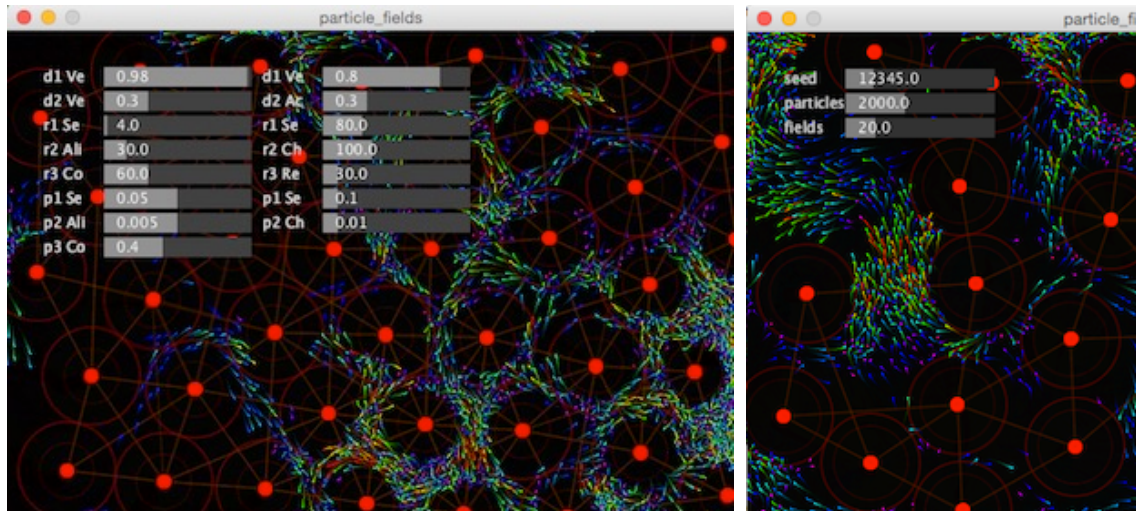 particle_fields
d1 Ve 0.98 d1 Ve 0.8
d2 Ve 0.3 d2 Ac 0.3
r1 Se 4.0 r1 Se 80.0
r2 Ali 30.0 r2 Ch 100.0
r3 Co 60.0 r3 Re 30.0
p1 Se 0.05 p1 Se 0.1
p2 Ali 0.005 p2 Ch 0.01
p3 Co 0.4
particle_fi
seed 12345.0
particles 2000.0
fields 20.0